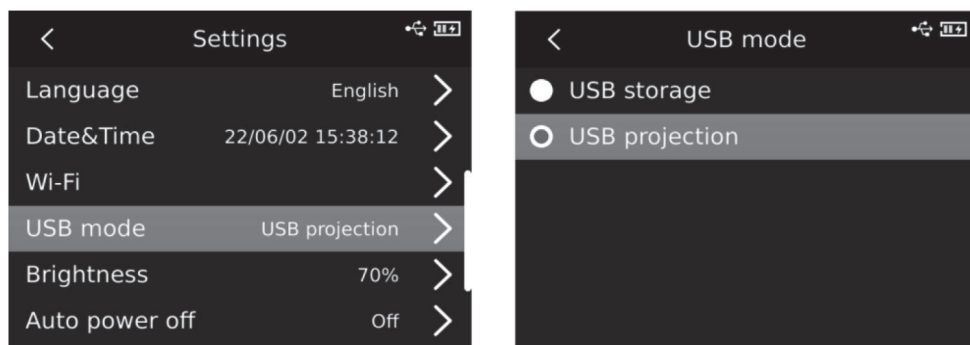 Settings
Language English
Date&Time 22/06/02 15:38:12
Wi-Fi
USB mode USB projection
Brightness 70%
Auto power off Off
USB mode
USB storage
USB projection